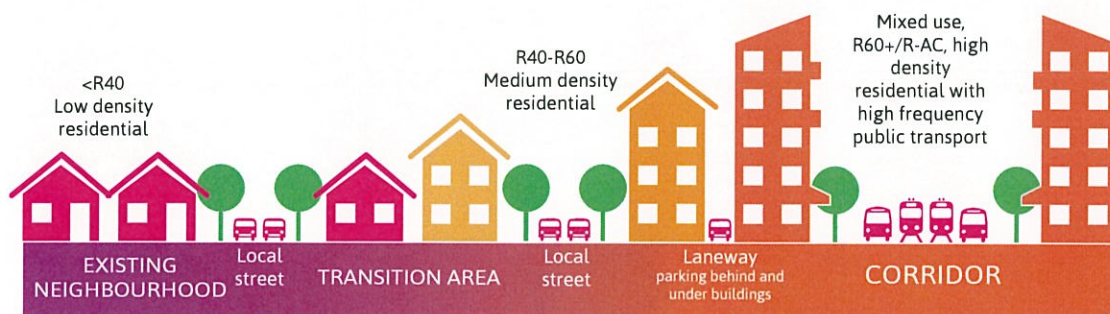 <R40
Low density
residential
R40-R60
Medium density
residential
Mixed use,
R60+/R-AC, high
density
residential with
high frequency
public transport
EXISTING
NEIGHBOURHOOD
Local
street
TRANSITION AREA
Local
street
Laneway
parking behind and
under buildings
CORRIDOR